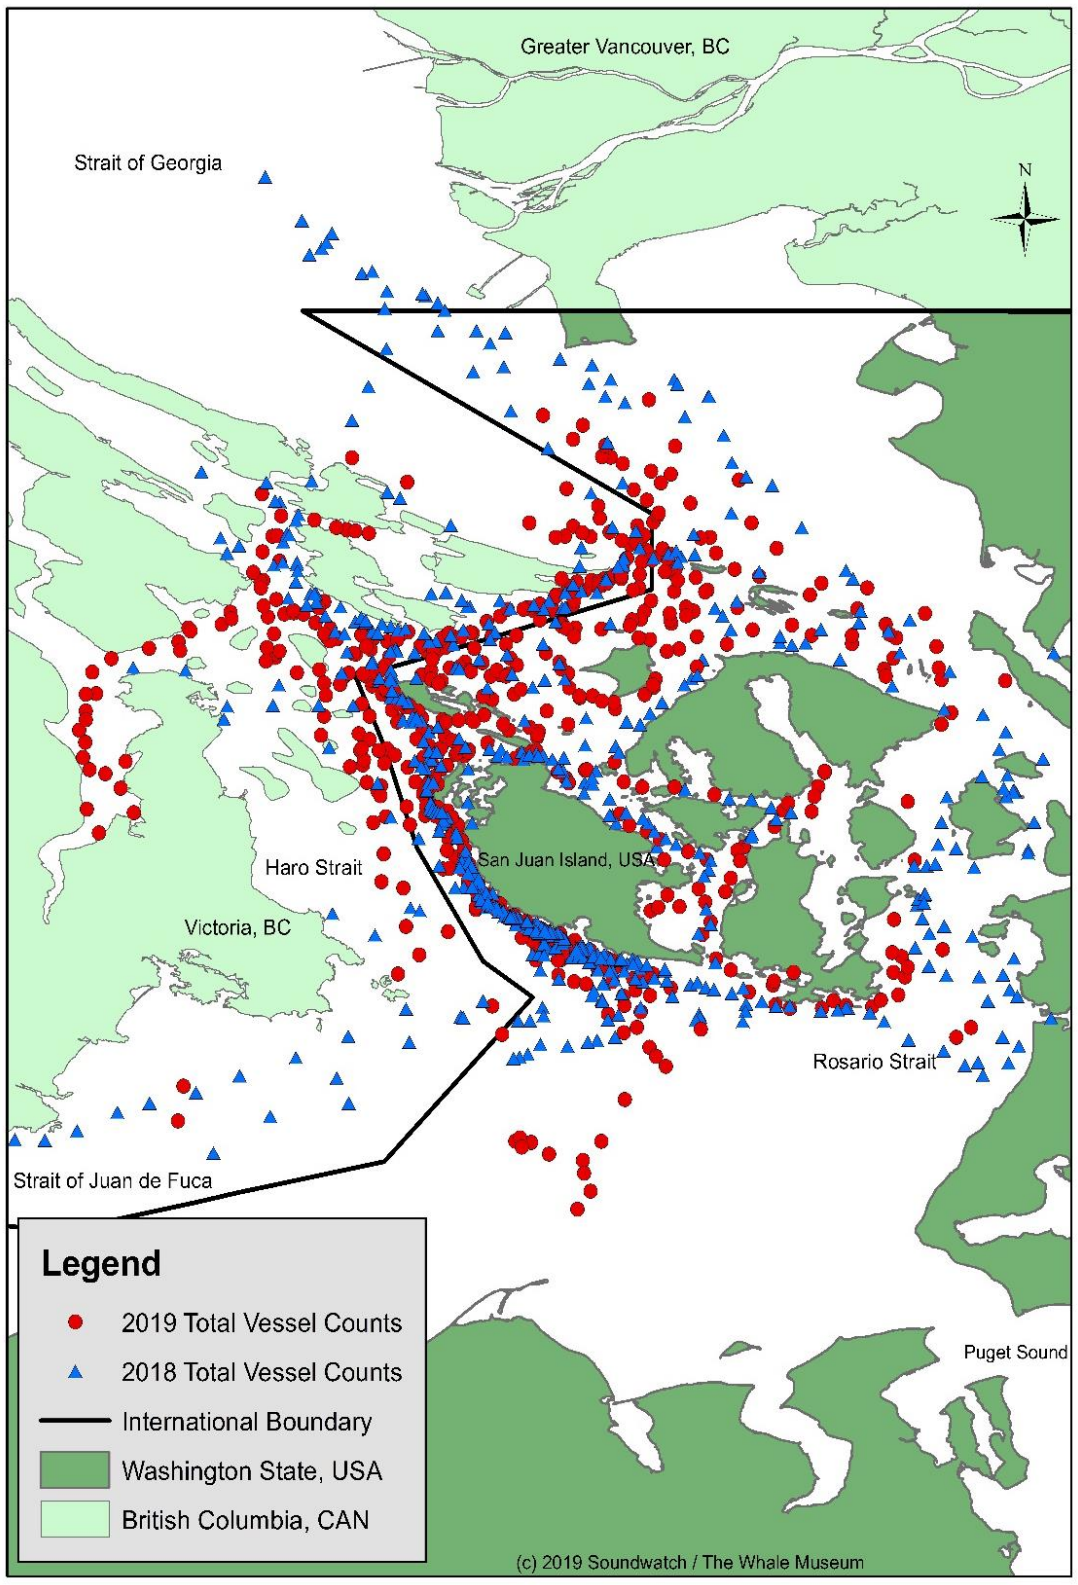 Greater Vancouver, BC
Strait of Georgia
N
San Juan Island, USA
Haro Strait
Victoria, BC
Rosario Strait
Strait of Juan de Fuca
Legend
2019 Total Vessel Counts
2018 Total Vessel Counts
International Boundary
Washington State, USA
British Columbia, CAN
Puget Sound
(c) 2019 Soundwatch / The Whale Museum